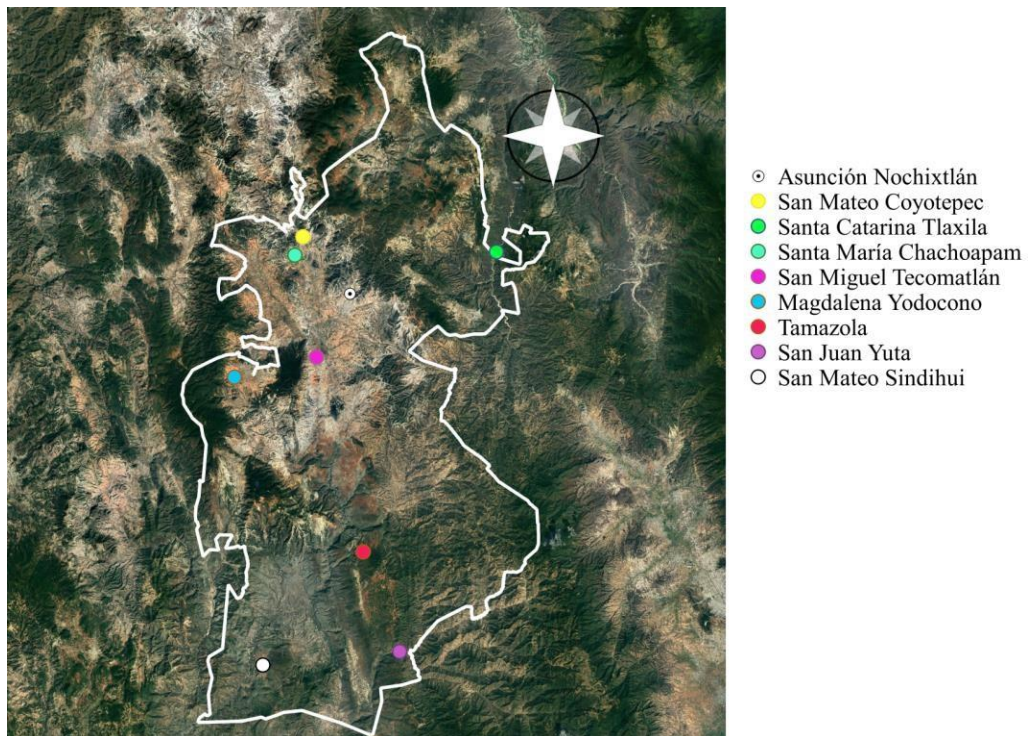 Asunción Nochixtlán
San Mateo Coyotepec
Santa Catarina Tlaxila
Santa María Chachoapam
San Miguel Tecomatlán
Magdalena Yodocono
Tamazola
San Juan Yuta
San Mateo Sindihui